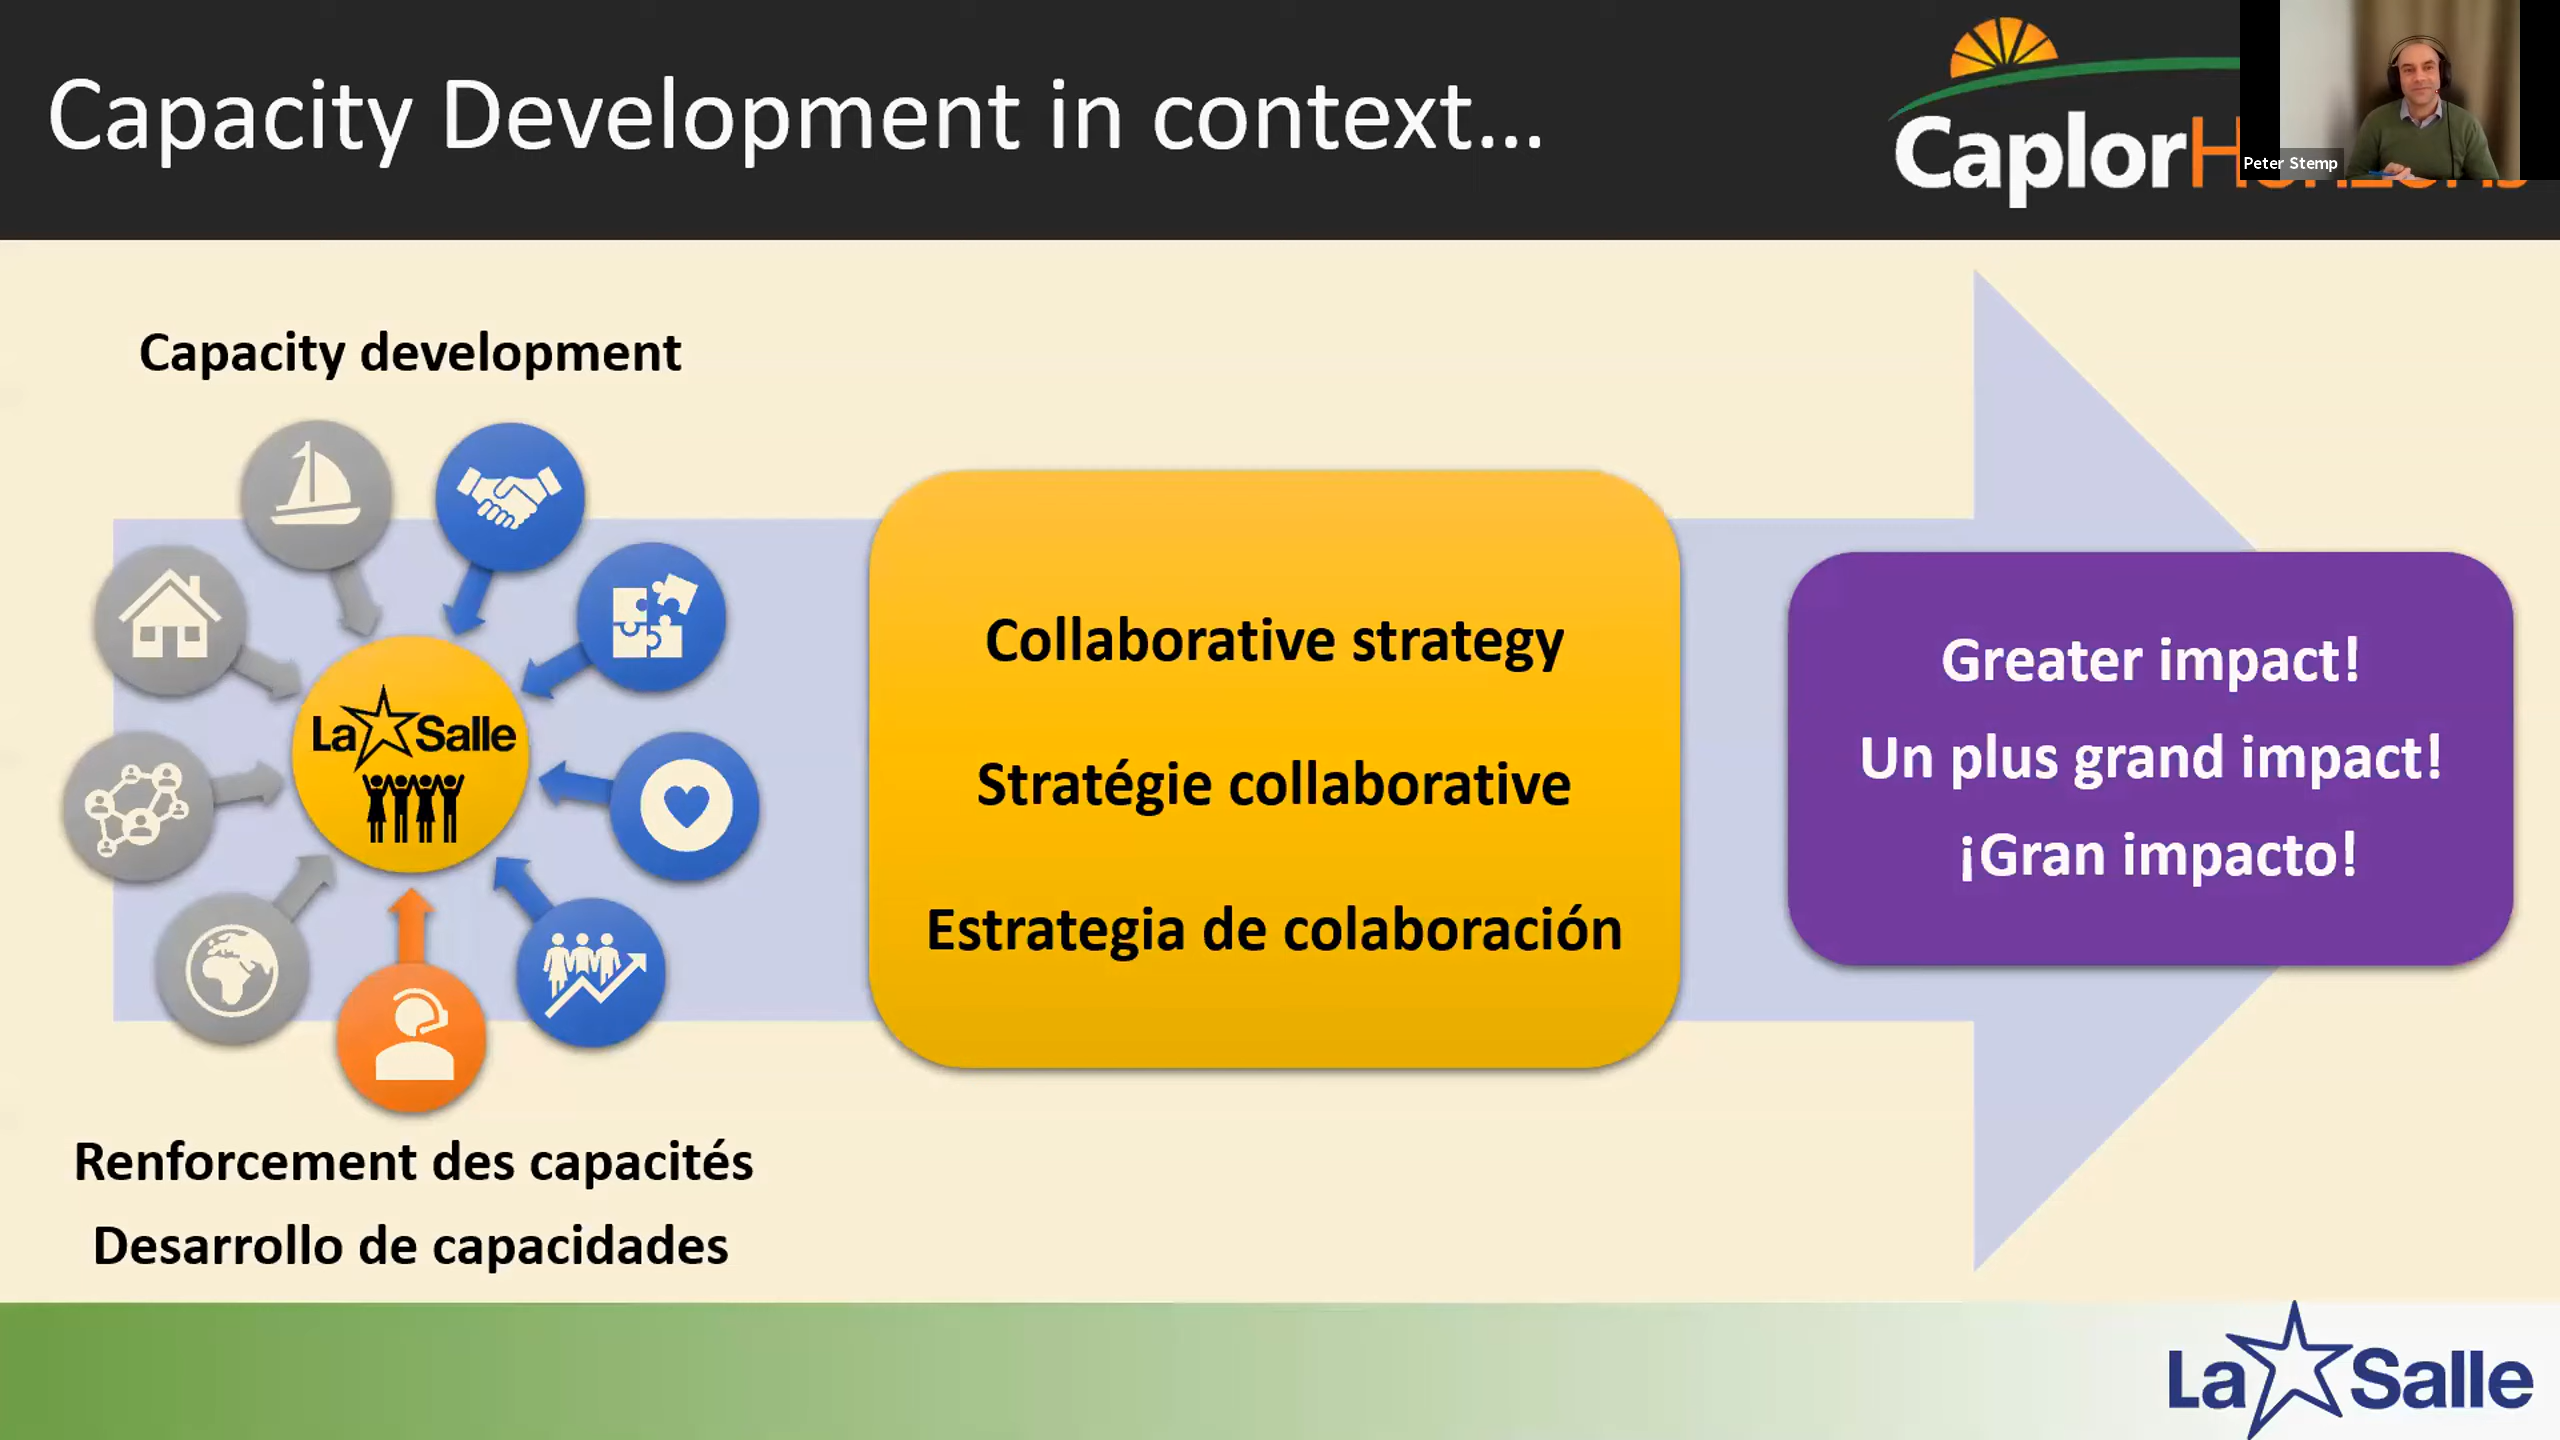 Capacity Development in context...
Caplor
Peter Stemp
Capacity development
La Salle
Renforcement des capacités
Desarrollo de capacidades
Collaborative strategy
Stratégie collaborative
Estrategia de colaboración
Greater impact!
Un plus grand impact!
¡Gran impacto!
La Salle